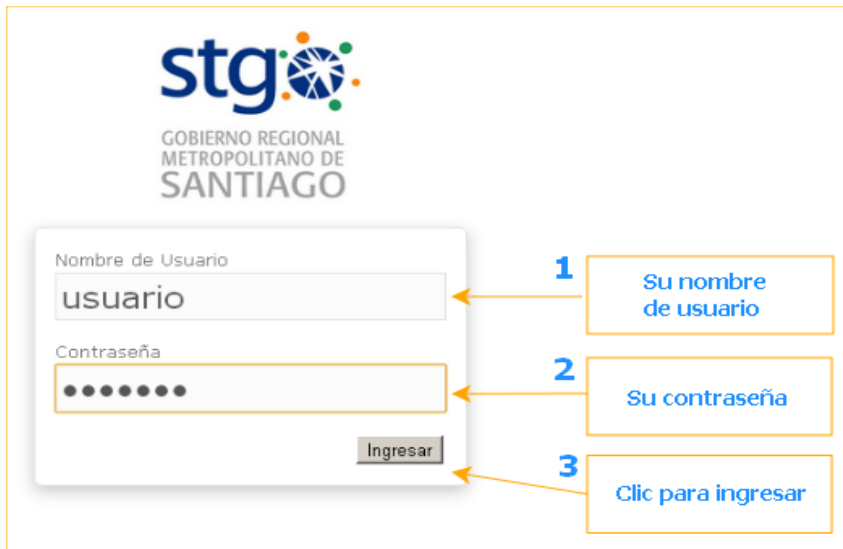 stg
GOBIERNO REGIONAL
METROPOLITANO DE
SANTIAGO
Nombre de Usuario
usuario
Contraseña
●●●●●●●
Ingresar
1
Su nombre
de usuario
2
Su contraseña
3
Clic para ingresar